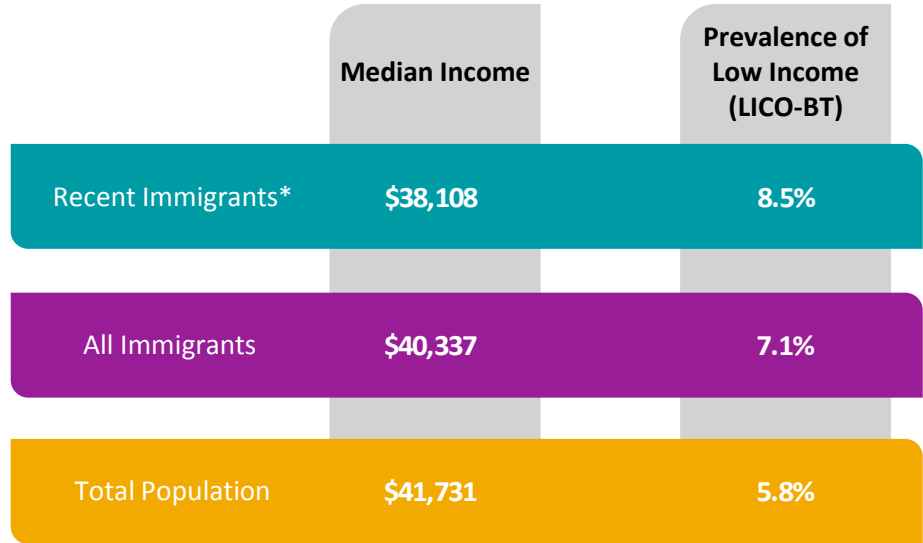 Median Income
Prevalence of
Low Income
(LICO-BT)
Recent Immigrants* $38,108 8.5%
All Immigrants $40,337 7.1%
Total Population $41,731 5.8%